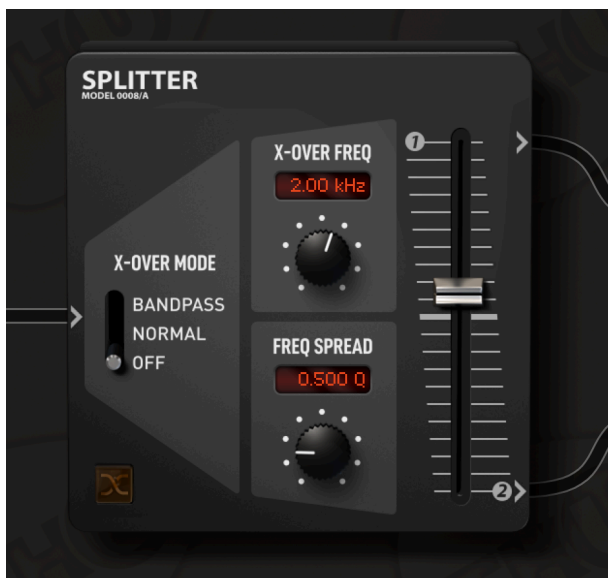 SPLITTER
MODEL 0008/A
X-OVER FREQ
2.00 kHz
1
X-OVER MODE
BANDPASS
NORMAL
OFF
FREQ SPREAD
0.500 Q
2